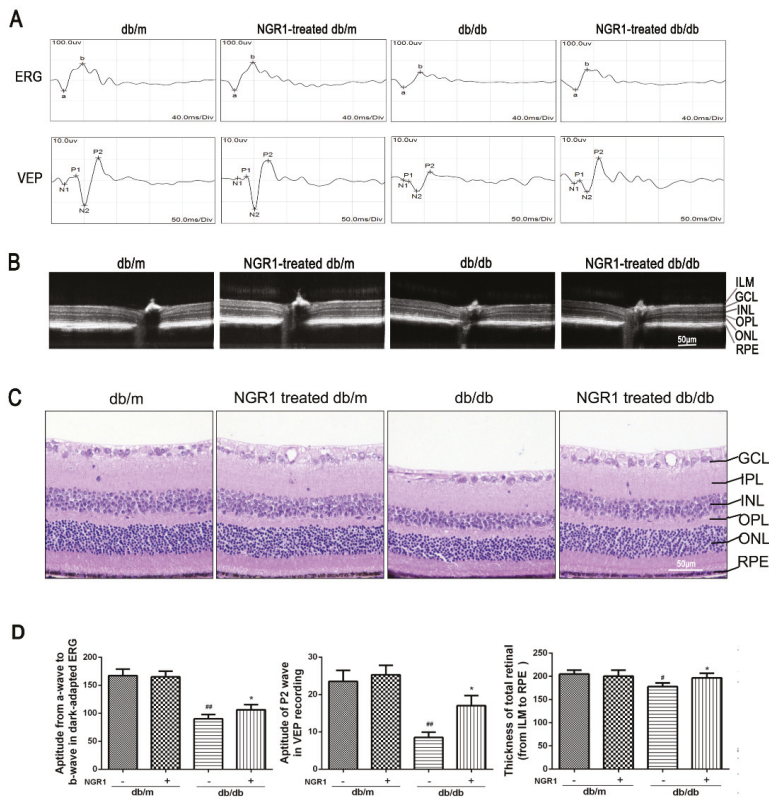 A
db/m NGR1-treated db/m db/db NGR1-treated db/db
ERG
100.0uv 100.0uv 100.0uv 100.0uv
b b b b
a a a a
40.0ms/Div 40.0ms/Div 40.0ms/Div 40.0ms/Div
VEP
10.0uv 10.0uv 10.0uv 10.0uv
P1 P2 P1 P2 P1 P2 P1 P2
N1 N2 N1 N2 N1 N2 N1 N2
50.0ms/Div 50.0ms/Div 50.0ms/Div 50.0ms/Div
B
db/m NGR1-treated db/m db/db NGR1-treated db/db
ILM
GCL
INL
OPL
ONL
RPE
50μm
C
db/m NGR1 treated db/m db/db NGR1 treated db/db
GCL
IPL
INL
OPL
ONL
RPE
50μm
D
Aptitude from a-wave to
b-wave in dark-adapted ERG
200
150
100
50
0
## *
NGR1 - + - +
db/m db/db
Aptitude of P2 wave
in VEP recording
30
20
10
0
## *
NGR1 - + - +
db/m db/db
Thickness of total retinal
(from ILM to RPE )
250
200
150
100
50
0
# *
NGR1 - + - +
db/m db/db